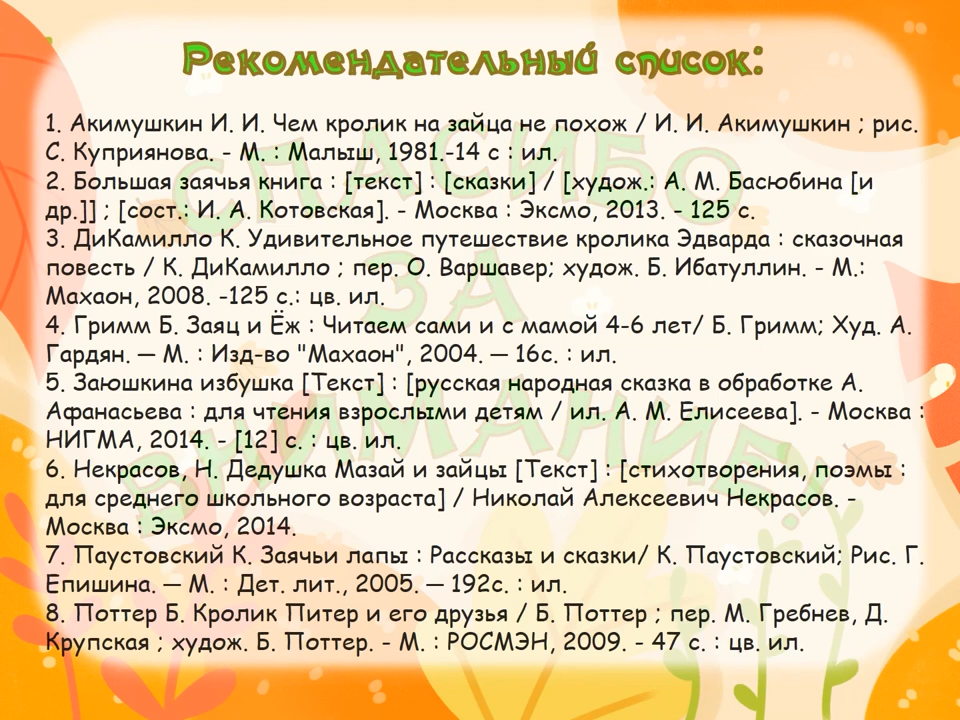 Рекомендательный список:
1. Акимушкин И. И. Чем кролик на зайца не похож / И. И. Акимушкин ; рис.
С. Куприянова. - М. : Малыш, 1981.-14 с : ил.
2. Большая заячья книга : [текст] : [сказки] / [худож.: А. М. Басюбина [и
др.]] ; [сост.: И. А. Котовская]. - Москва : Эксмо, 2013. - 125 с.
3. ДиКамилло К. Удивительное путешествие кролика Эдварда : сказочная
повесть / К. ДиКамилло ; пер. О. Варшавер; худож. Б. Ибатуллин. - М.:
Махаон, 2008. -125 с.: цв. ил.
4. Гримм Б. Заяц и Ёж : Читаем сами и с мамой 4-6 лет/ Б. Гримм; Худ. А.
Гардян. — М. : Изд-во "Махаон", 2004. — 16с. : ил.
5. Заюшкина избушка [Текст] : [русская народная сказка в обработке А.
Афанасьева : для чтения взрослыми детям / ил. А. М. Елисеева]. - Москва :
НИГМА, 2014. - [12] с. : цв. ил.
6. Некрасов, Н. Дедушка Мазай и зайцы [Текст] : [стихотворения, поэмы :
для среднего школьного возраста] / Николай Алексеевич Некрасов. -
Москва : Эксмо, 2014.
7. Паустовский К. Заячьи лапы : Рассказы и сказки/ К. Паустовский; Рис. Г.
Епишина. — М. : Дет. лит., 2005. — 192с. : ил.
8. Поттер Б. Кролик Питер и его друзья / Б. Поттер ; пер. М. Гребнев, Д.
Крупская ; худож. Б. Поттер. - М. : РОСМЭН, 2009. - 47 с. : цв. ил.
СПАСИБО
ЗА
ВНИМАНИЕ!